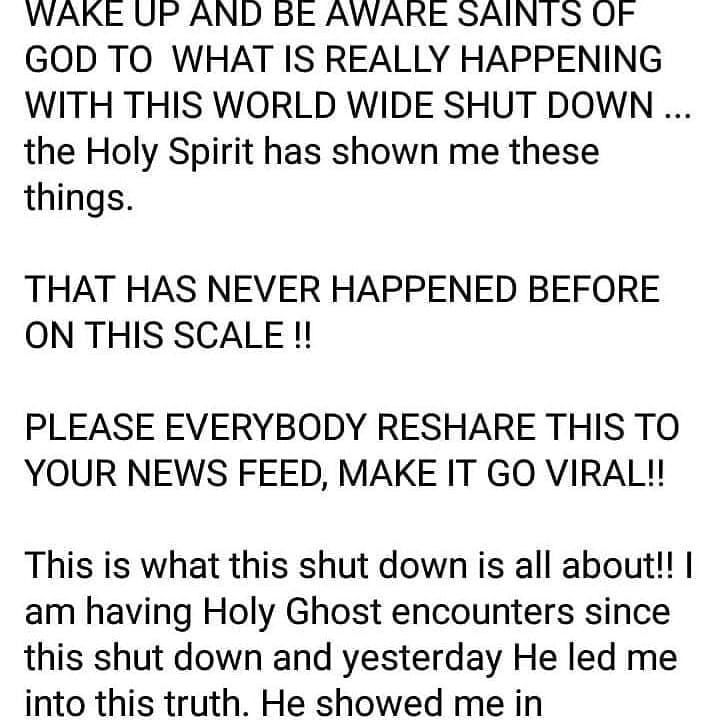 WAKE UP AND BE AWARE SAINTS OF
GOD TO  WHAT IS REALLY HAPPENING
WITH THIS WORLD WIDE SHUT DOWN ...
the Holy Spirit has shown me these
things.
THAT HAS NEVER HAPPENED BEFORE
ON THIS SCALE !!
PLEASE EVERYBODY RESHARE THIS TO
YOUR NEWS FEED, MAKE IT GO VIRAL!!
This is what this shut down is all about!! I
am having Holy Ghost encounters since
this shut down and yesterday He led me
into this truth. He showed me in